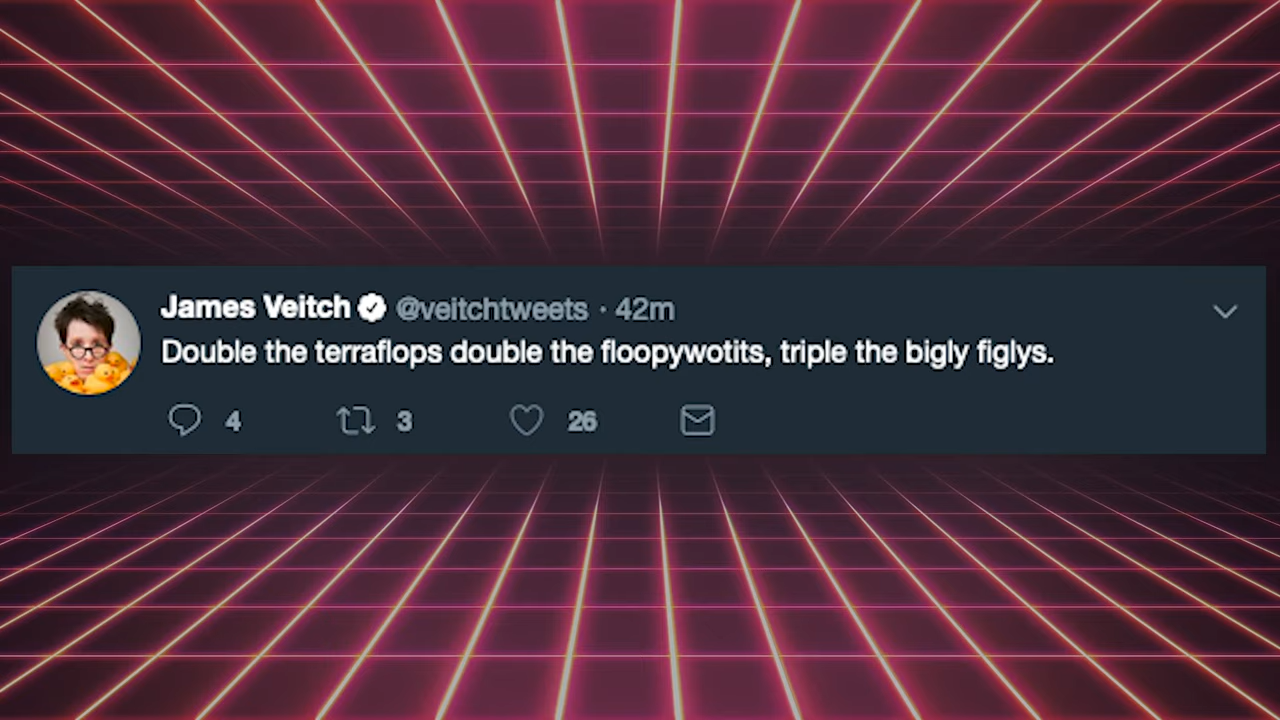 James Veitch @veitchtweets · 42m
Double the terraflops double the floopywotits, triple the bigly figlys.
4 3 26